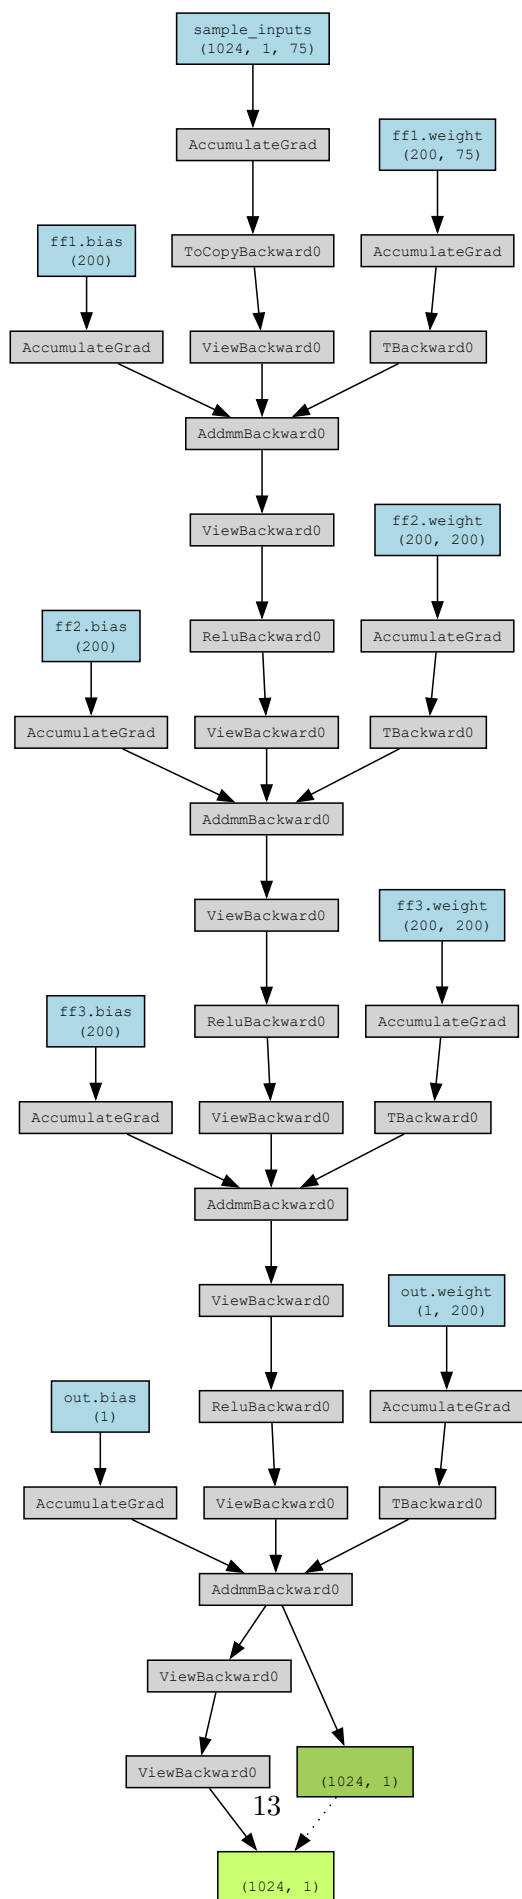 sample_inputs
(1024, 1, 75)
AccumulateGrad
ff1.weight
(200, 75)
ff1.bias
(200)
ToCopyBackward0
AccumulateGrad
AccumulateGrad
ViewBackward0
TBackward0
AddmmBackward0
ViewBackward0
ff2.weight
(200, 200)
ff2.bias
(200)
ReluBackward0
AccumulateGrad
AccumulateGrad
ViewBackward0
TBackward0
AddmmBackward0
ViewBackward0
ff3.weight
(200, 200)
ff3.bias
(200)
ReluBackward0
AccumulateGrad
AccumulateGrad
ViewBackward0
TBackward0
AddmmBackward0
ViewBackward0
out.weight
(1, 200)
out.bias
(1)
ReluBackward0
AccumulateGrad
AccumulateGrad
ViewBackward0
TBackward0
AddmmBackward0
ViewBackward0
ViewBackward0
(1024, 1)
13
(1024, 1)